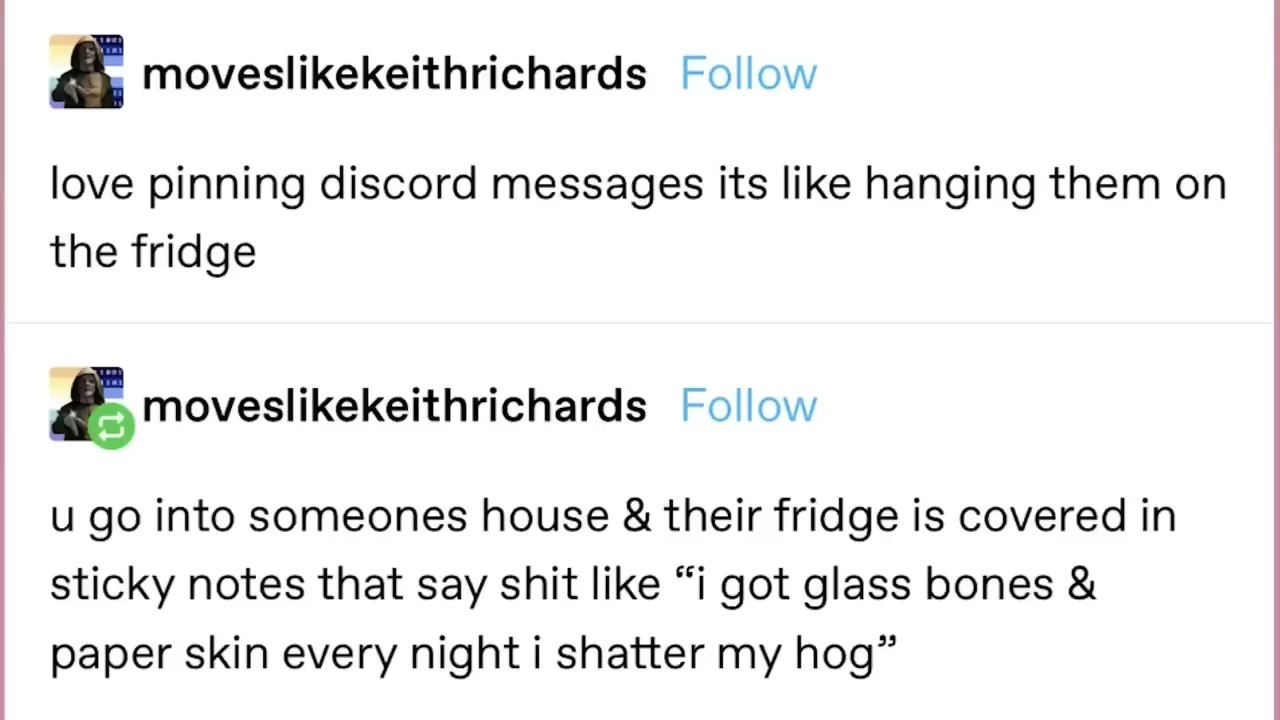 moveslikekeithrichards Follow
love pinning discord messages its like hanging them on
the fridge
moveslikekeithrichards Follow
u go into someones house & their fridge is covered in
sticky notes that say shit like “i got glass bones &
paper skin every night i shatter my hog”